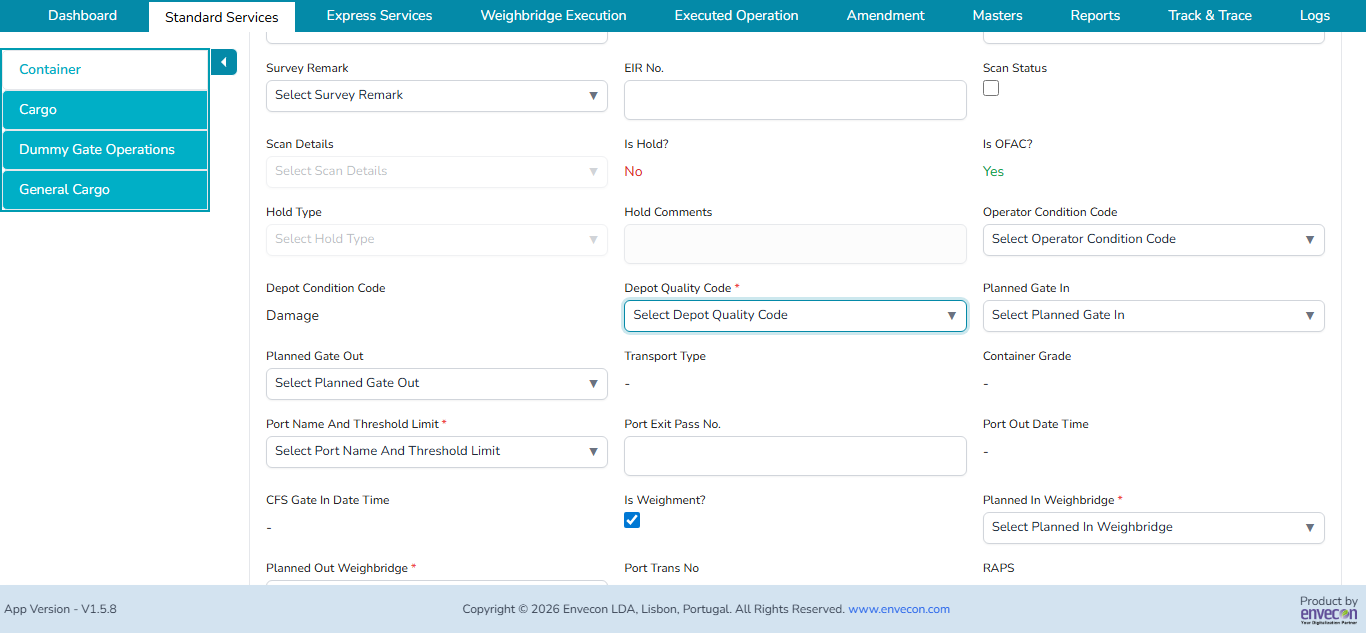 Dashboard Standard Services Express Services Weighbridge Execution Executed Operation Amendment Masters Reports Track & Trace Logs
Container
Cargo
Dummy Gate Operations
General Cargo
Survey Remark EIR No. Scan Status
Select Survey Remark
Scan Details Is Hold? Is OFAC?
Select Scan Details No Yes
Hold Type Hold Comments Operator Condition Code
Select Hold Type Select Operator Condition Code
Depot Condition Code Depot Quality Code * Planned Gate In
Damage Select Depot Quality Code Select Planned Gate In
Planned Gate Out Transport Type Container Grade
Select Planned Gate Out - -
Port Name And Threshold Limit * Port Exit Pass No. Port Out Date Time
Select Port Name And Threshold Limit -
CFS Gate In Date Time Is Weighment? Planned In Weighbridge *
- Select Planned In Weighbridge
Planned Out Weighbridge * Port Trans No RAPS
App Version - V1.5.8 Copyright © 2026 Envecon LDA, Lisbon, Portugal. All Rights Reserved. www.envecon.com Product by
envecon
Your Digitalization Partner